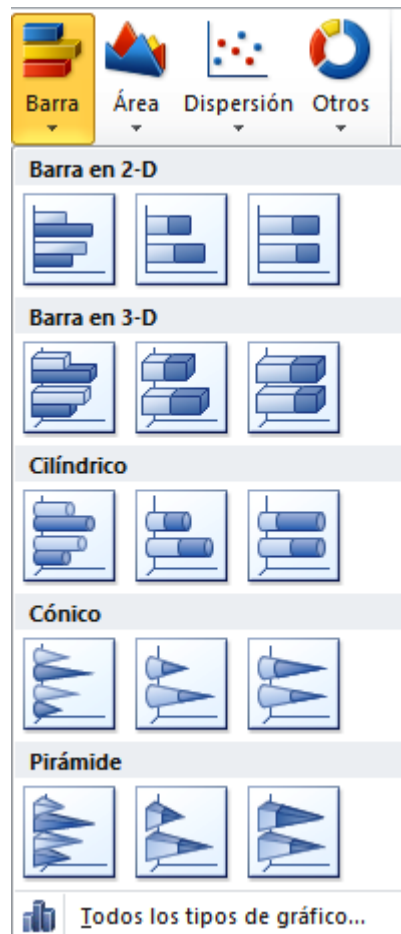 Barra Área Dispersión Otros
Barra en 2-D
Barra en 3-D
Cilíndrico
Cónico
Pirámide
Todos los tipos de gráfico...